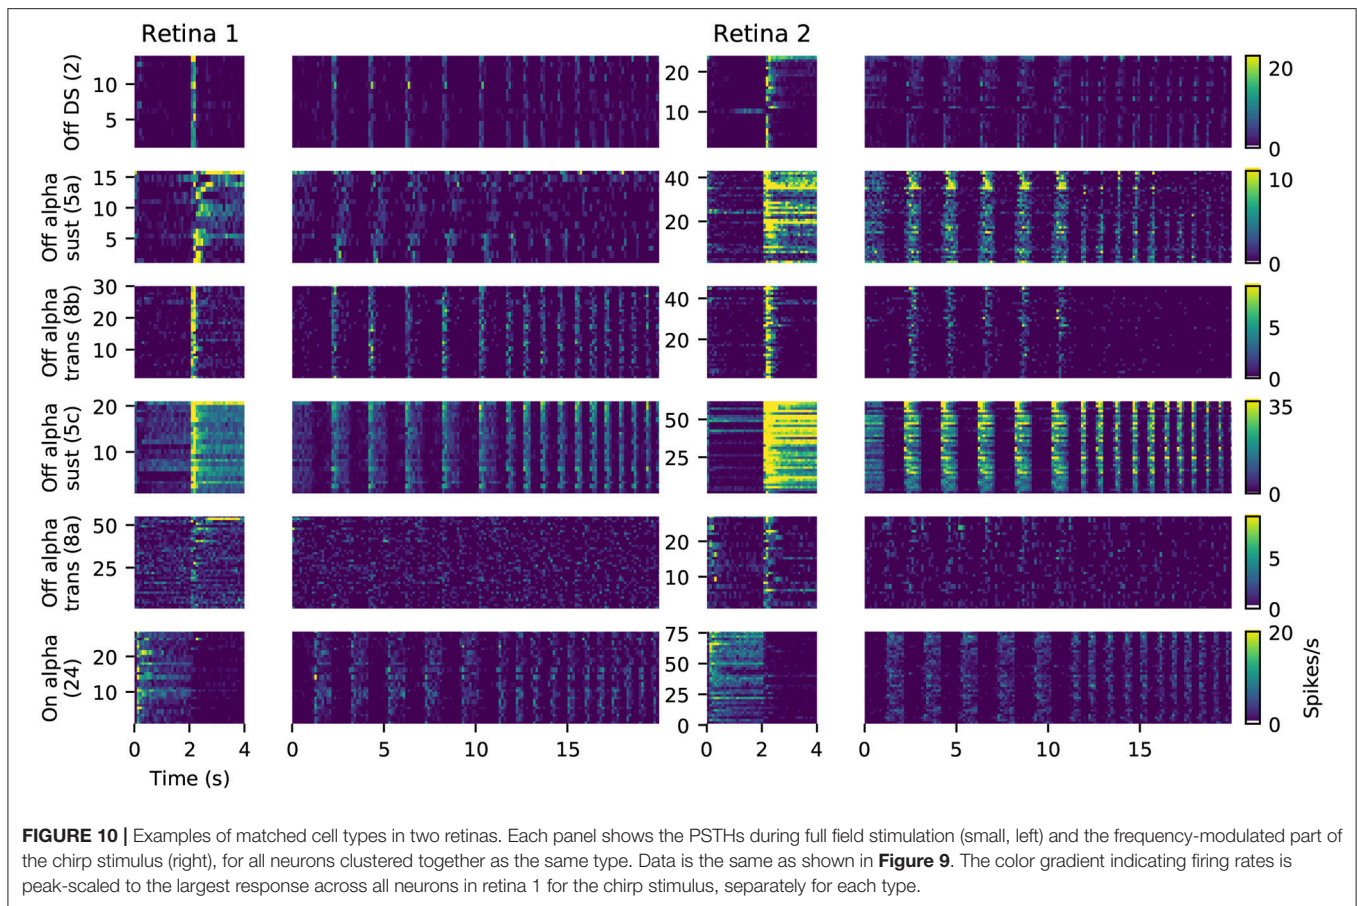 Retina 1
Retina 2
Off DS (2)
10
5
20
10
20
0
Off alpha
sust (5a)
15
10
5
40
20
10
0
Off alpha
trans (8b)
30
20
10
40
20
5
0
Off alpha
sust (5c)
20
10
50
25
35
0
Off alpha
trans (8a)
50
25
20
10
5
0
On alpha
(24)
20
10
75
50
25
0
20
0
Spikes/s
0 2 4
0 5 10 15
0 2 4
0 5 10 15
Time (s)
FIGURE 10 | Examples of matched cell types in two retinas. Each panel shows the PSTHs during full field stimulation (small, left) and the frequency-modulated part of
the chirp stimulus (right), for all neurons clustered together as the same type. Data is the same as shown in Figure 9. The color gradient indicating firing rates is
peak-scaled to the largest response across all neurons in retina 1 for the chirp stimulus, separately for each type.